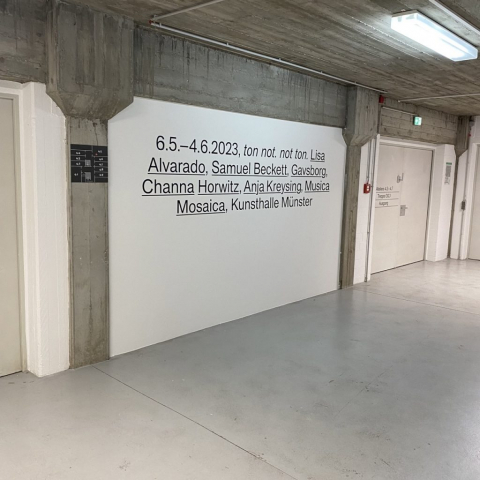 6.5.–4.6.2023, ton not. not ton. Lisa
Alvarado, Samuel Beckett, Gavsborg,
Channa Horwitz, Anja Kreysing, Musica
Mosaica, Kunsthalle Münster